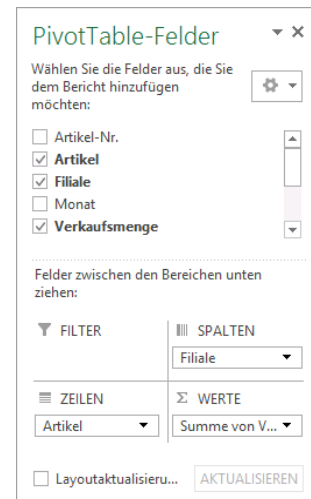 PivotTable-Felder
Wählen Sie die Felder aus, die Sie
dem Bericht hinzufügen
möchten:
Artikel-Nr.
Artikel
Filiale
Monat
Verkaufsmenge
Felder zwischen den Bereichen unten
ziehen:
FILTER
SPALTEN
Filiale
ZEILEN
Σ WERTE
Artikel
Summe von V...
Layoutaktualisieru...
AKTUALISIEREN